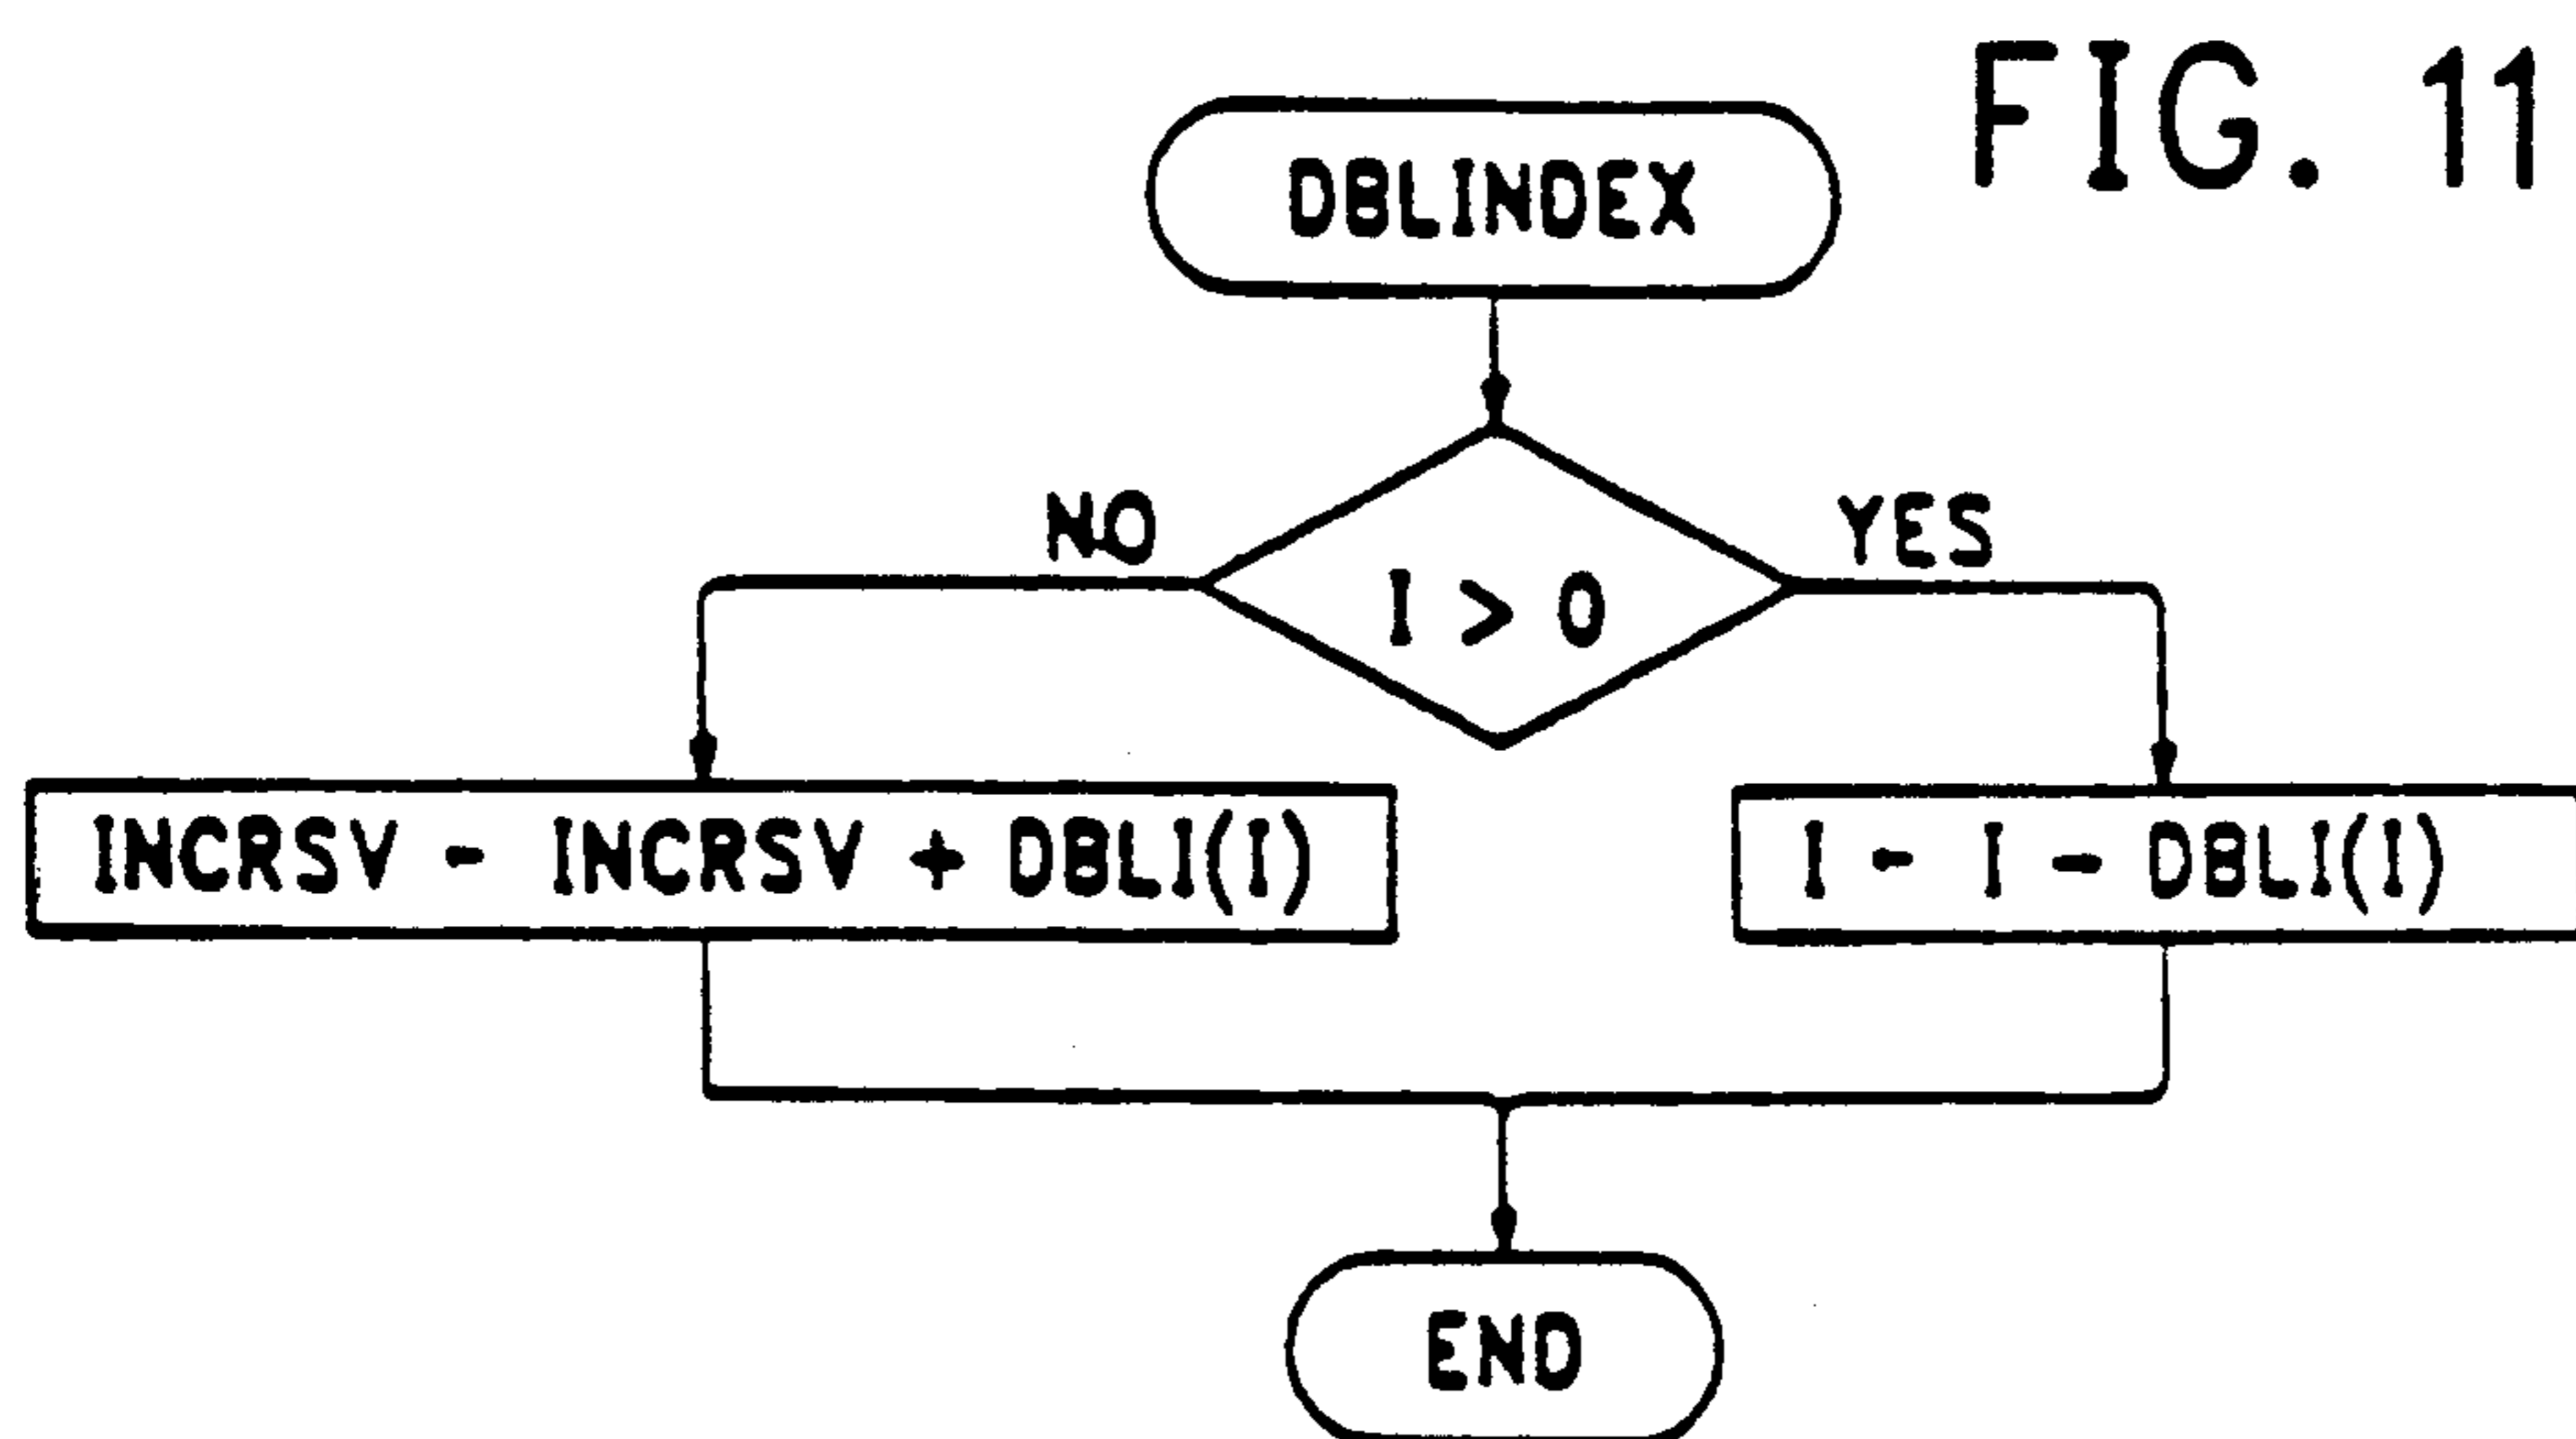 FIG. 11
DBLINDEX
NO
YES
I > 0
INCRSV - INCRSV + DBLI(I)
I - I - DBLI(I)
END